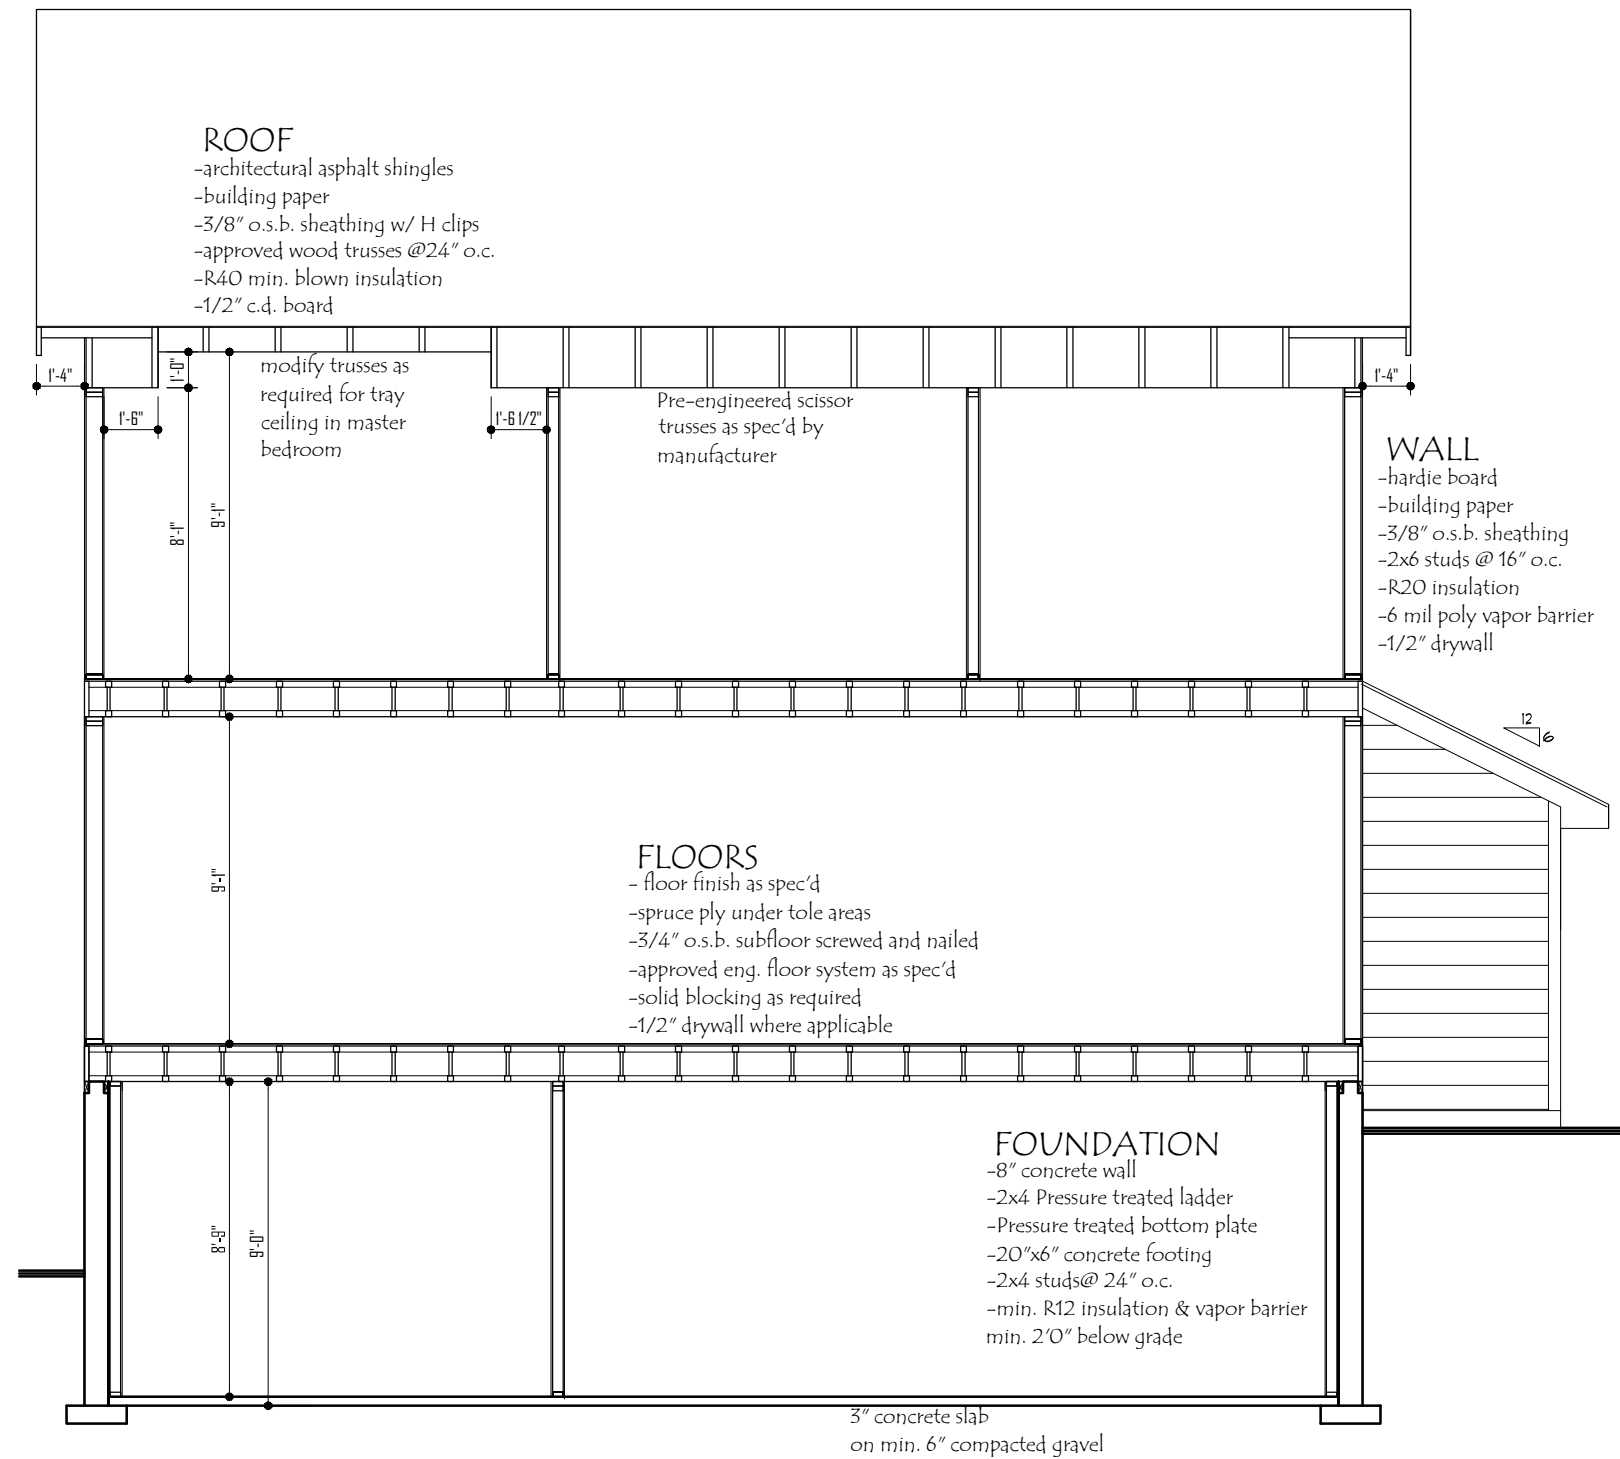 ROOF
-architectural asphalt shingles
-building paper
-3/8" o.s.b. sheathing w/ H clips
-approved wood trusses @24" o.c.
-R40 min. blown insulation
-1/2" c.d. board
1'-4"
1'-0"
modify trusses as
required for tray
ceiling in master
bedroom
1'-6"
1'-6 1/2"
Pre-engineered scissor
trusses as spec'd by
manufacturer
1'-4"
8'-1"
9'-1"
WALL
-hardie board
-building paper
-3/8" o.s.b. sheathing
-2x6 studs @ 16" o.c.
-R20 insulation
-6 mil poly vapor barrier
-1/2" drywall
12
6
9'-1"
FLOORS
- floor finish as spec'd
-spruce ply under tole areas
-3/4" o.s.b. subfloor screwed and nailed
-approved eng. floor system as spec'd
-solid blocking as required
-1/2" drywall where applicable
8'-9"
9'-0"
FOUNDATION
-8" concrete wall
-2x4 Pressure treated ladder
-Pressure treated bottom plate
-20"x6" concrete footing
-2x4 studs@ 24" o.c.
-min. R12 insulation & vapor barrier
min. 2'0" below grade
3" concrete slab
on min. 6" compacted gravel